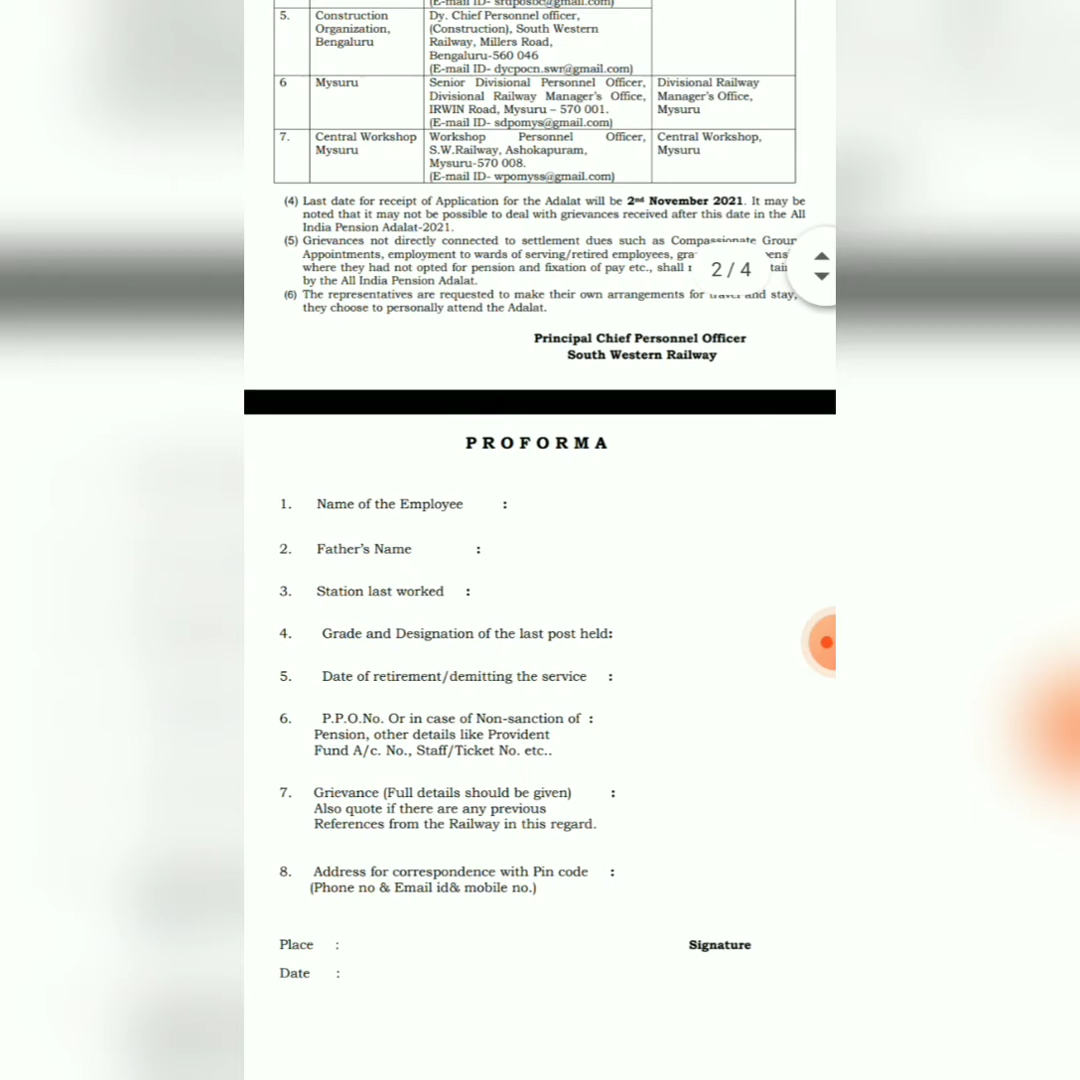 (E-mail ID- srdposbc@gmail.com)
5. Construction Organization, Bengaluru
Dy. Chief Personnel officer, (Construction), South Western Railway, Millers Road, Bengaluru-560 046
(E-mail ID- dycpocn.swr@gmail.com)
6 Mysuru
Senior Divisional Personnel Officer, Divisional Railway Manager's Office, IRWIN Road, Mysuru – 570 001.
(E-mail ID- sdpomys@gmail.com)
Divisional Railway Manager's Office, Mysuru
7. Central Workshop Mysuru
Workshop Personnel Officer, S.W.Railway, Ashokapuram, Mysuru-570 008.
(E-mail ID- wpomyss@gmail.com)
Central Workshop, Mysuru
(4) Last date for receipt of Application for the Adalat will be 2nd November 2021. It may be
noted that it may not be possible to deal with grievances received after this date in the All
India Pension Adalat-2021.
(5) Grievances not directly connected to settlement dues such as Compassionate Group
Appointments, employment to wards of serving/retired employees,
where they had not opted for pension and fixation of pay etc., shall
by the All India Pension Adalat.
(6) The representatives are requested to make their own arrangements for travel and stay,
they choose to personally attend the Adalat.
2 / 4
Principal Chief Personnel Officer
South Western Railway
PROFORMA
1. Name of the Employee :
2. Father's Name :
3. Station last worked :
4. Grade and Designation of the last post held:
5. Date of retirement/demitting the service :
6. P.P.O.No. Or in case of Non-sanction of :
Pension, other details like Provident
Fund A/c. No., Staff/Ticket No. etc..
7. Grievance (Full details should be given) :
Also quote if there are any previous
References from the Railway in this regard.
8. Address for correspondence with Pin code :
(Phone no & Email id& mobile no.)
Place : Signature
Date :